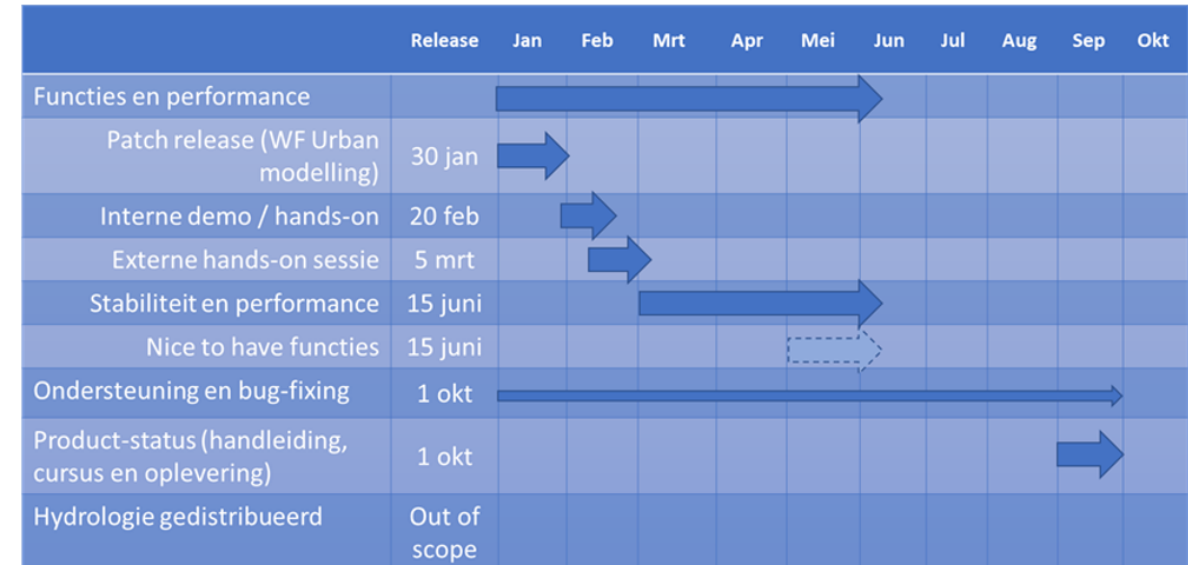 Release Jan Feb Mrt Apr Mei Jun Jul Aug Sep Okt
Functies en performance
Patch release (WF Urban
modelling) 30 jan
Interne demo / hands-on 20 feb
Externe hands-on sessie 5 mrt
Stabiliteit en performance 15 juni
Nice to have functies 15 juni
Ondersteuning en bug-fixing 1 okt
Product-status (handleiding,
cursus en oplevering) 1 okt
Hydrologie gedistribueerd Out of
scope